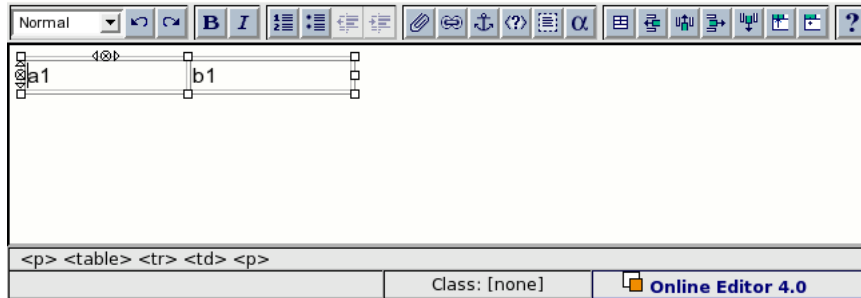 Normal B I α ?
a1 b1
<p> <table> <tr> <td> <p>
Class: [none] Online Editor 4.0